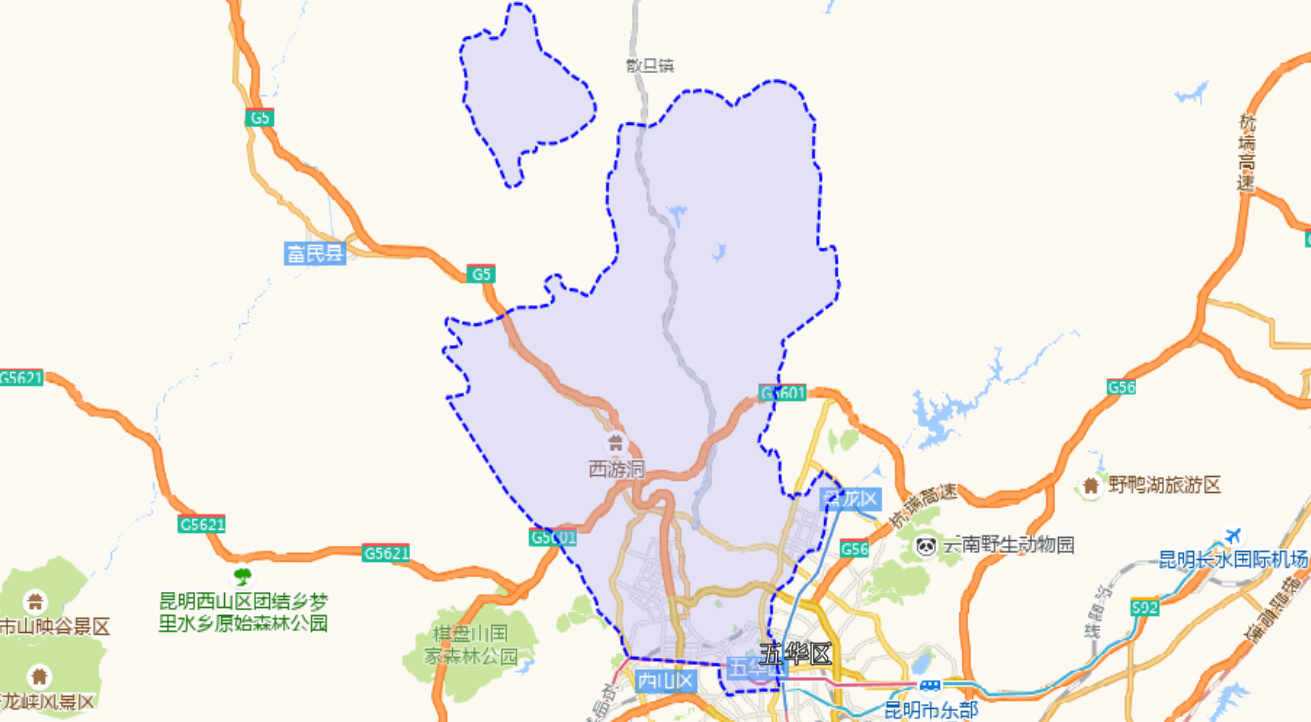 散旦镇
G5
杭瑞高速
富民县
G5
G5621
G5601
G56
西游洞
野鸭湖旅游区
盘龙区
杭瑞高速
G5621
G5601
G56
云南野生动物园
G5621
昆明长水国际机场
昆明西山区团结乡梦
里水乡原始森林公园
S92
市山映谷景区
棋盘山国
家森林公园
五华区
五华区
西山区
龙峡风景区
昆明市东部